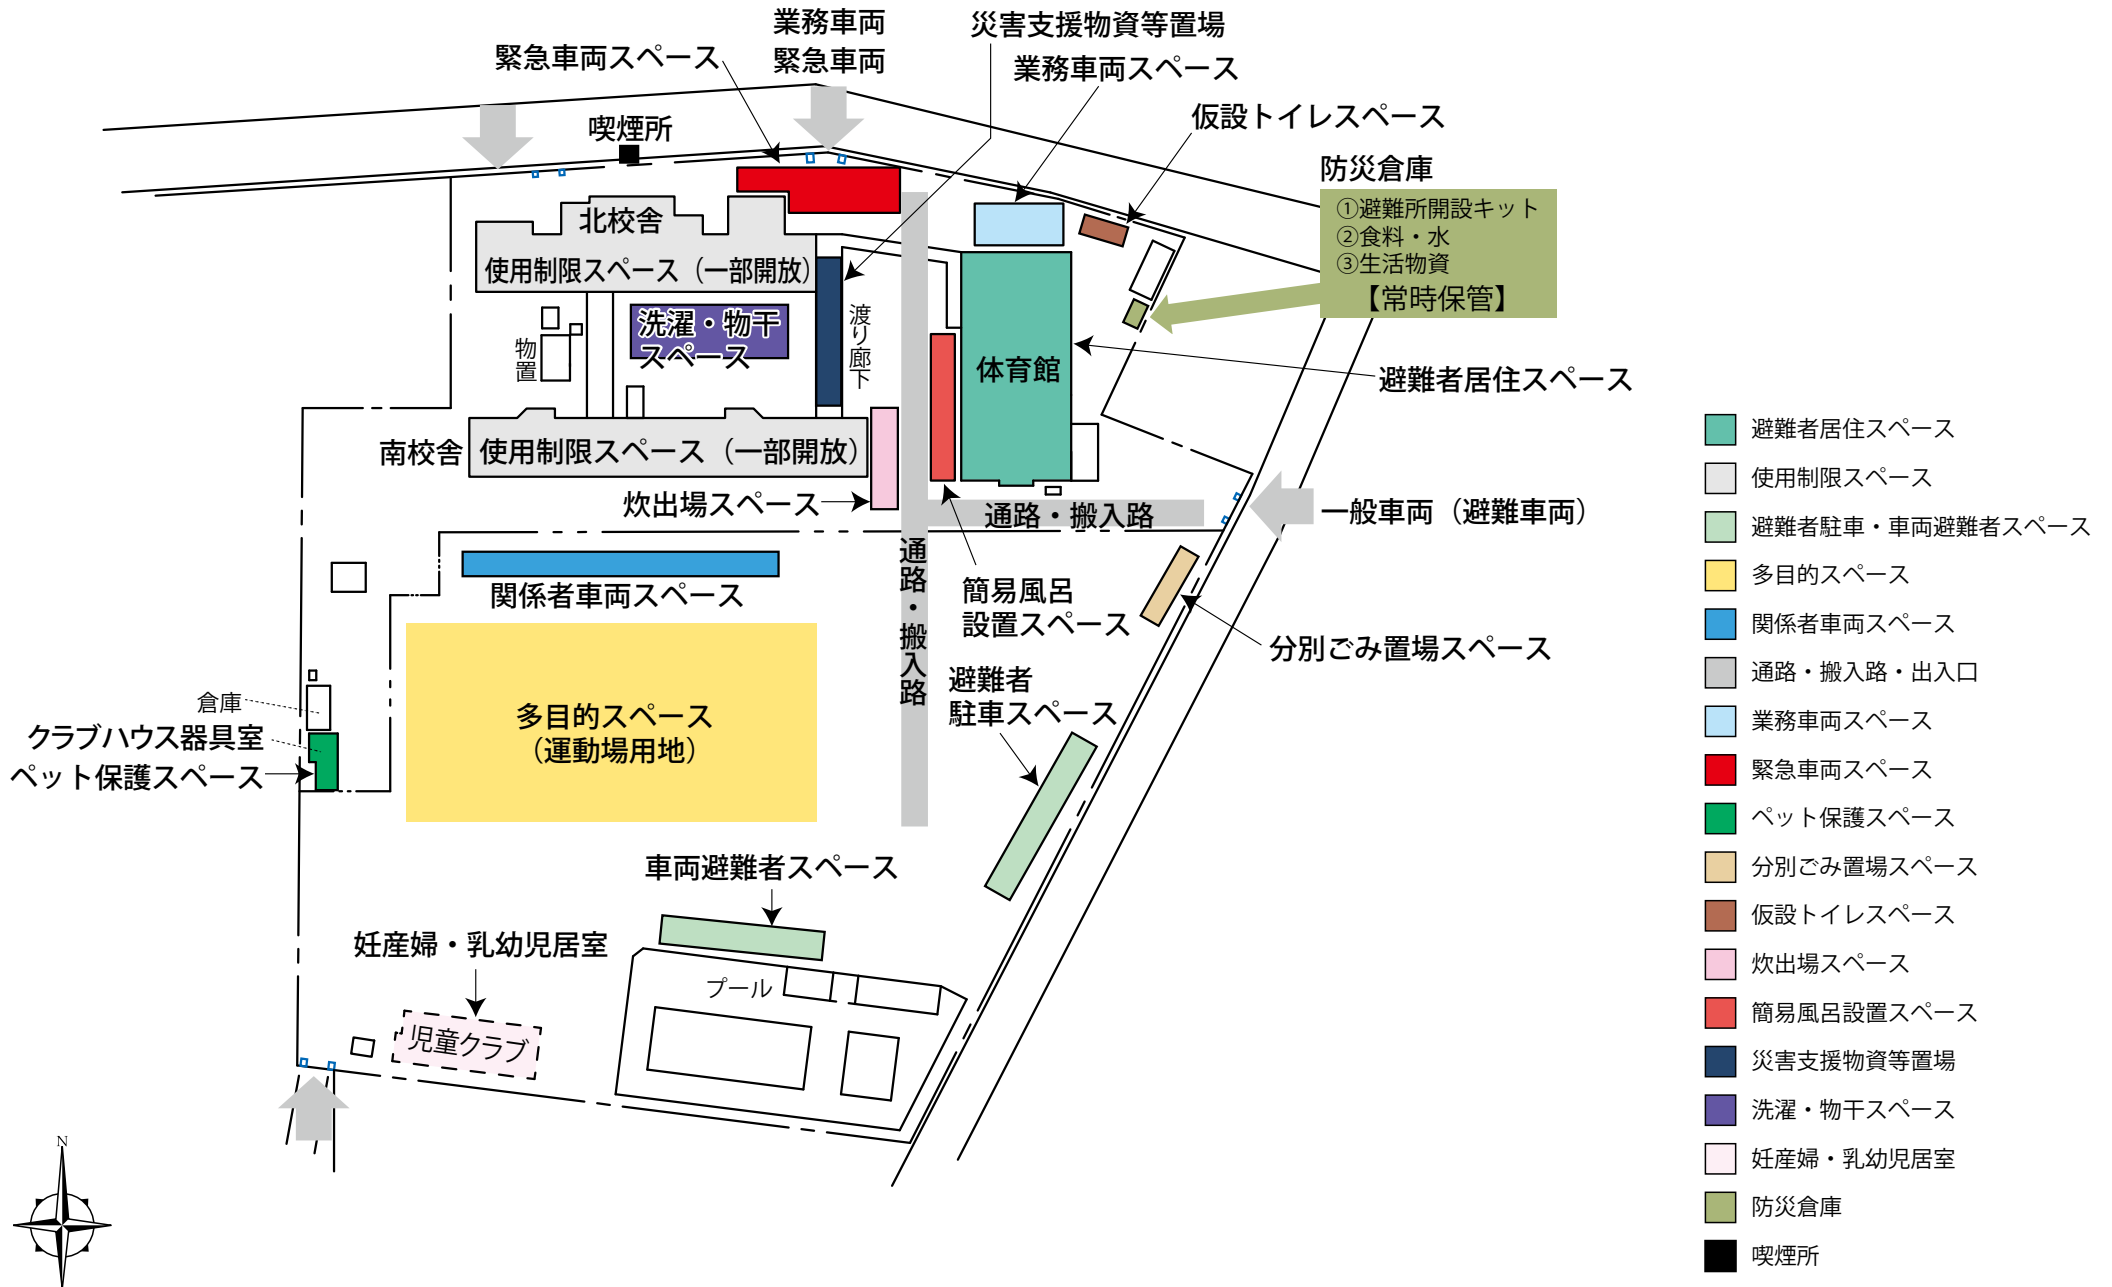 業務車両
緊急車両
災害支援物資等置場
緊急車両スペース
業務車両スペース
喫煙所
仮設トイレスペース
防災倉庫
①避難所開設キット
②食料・水
③生活物資
【常時保管】
北校舎
使用制限スペース（一部開放）
洗濯・物干
スペース
物置
渡り廊下
体育館
避難者居住スペース
南校舎
使用制限スペース（一部開放）
炊出場スペース
通路・搬入路
一般車両（避難車両）
通路・搬入路
関係者車両スペース
簡易風呂
設置スペース
分別ごみ置場スペース
避難者
駐車スペース
倉庫
クラブハウス器具室
ペット保護スペース
多目的スペース
（運動場用地）
車両避難者スペース
妊産婦・乳幼児居室
プール
児童クラブ
N
避難者居住スペース
使用制限スペース
避難者駐車・車両避難者スペース
多目的スペース
関係者車両スペース
通路・搬入路・出入口
業務車両スペース
緊急車両スペース
ペット保護スペース
分別ごみ置場スペース
仮設トイレスペース
炊出場スペース
簡易風呂設置スペース
災害支援物資等置場
洗濯・物干スペース
妊産婦・乳幼児居室
防災倉庫
喫煙所